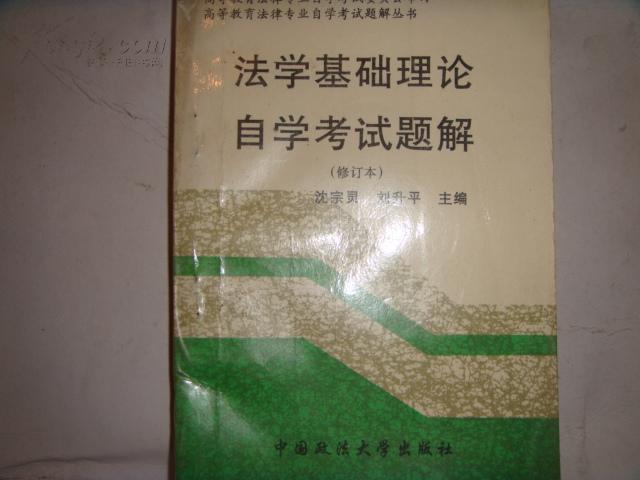 高等教育法律专业自学考试题解丛书
法学基础理论
自学考试题解
(修订本)
沈宗灵 刘升平 主编
中国政法大学出版社